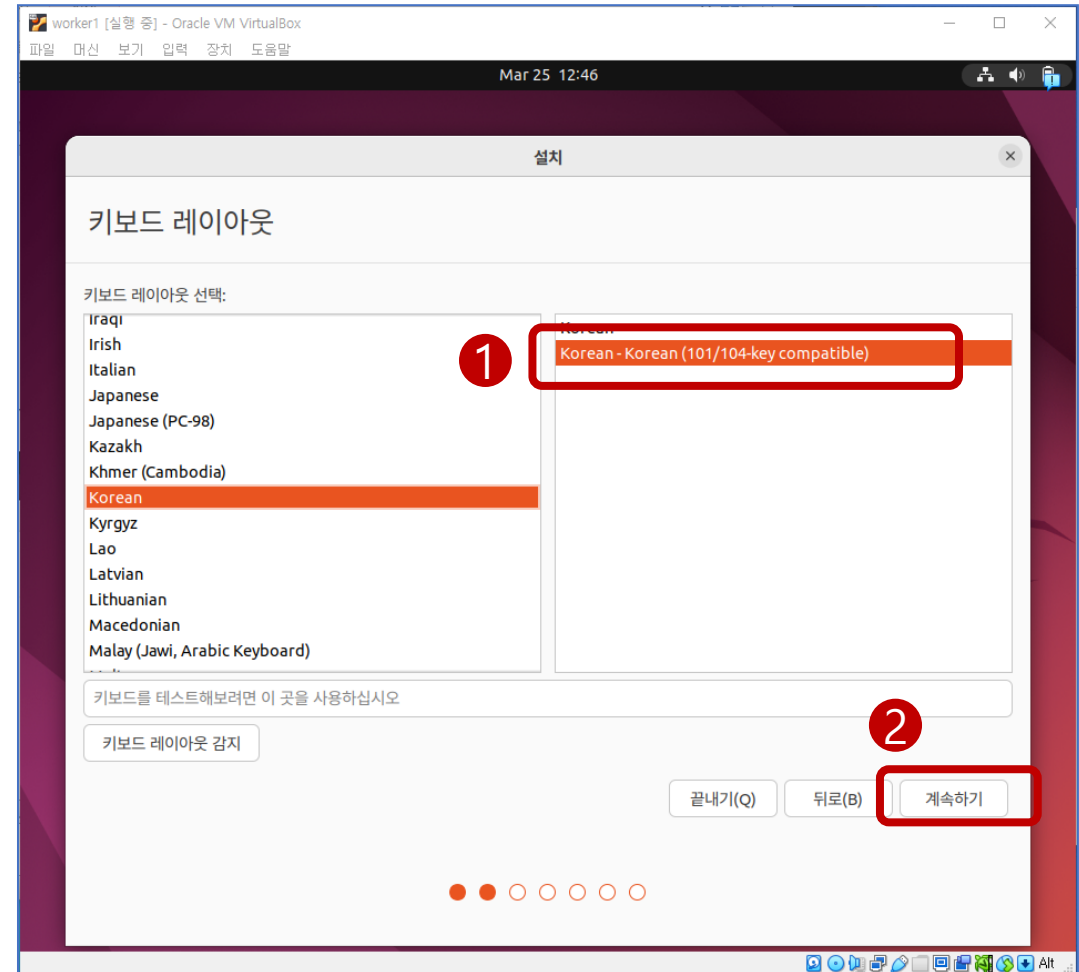 worker1 [실행 중] - Oracle VM VirtualBox
파일 머신 보기 입력 장치 도움말
Mar 25 12:46
설치
키보드 레이아웃
키보드 레이아웃 선택:
Iraqi
Irish
Italian
Japanese
Japanese (PC-98)
Kazakh
Khmer (Cambodia)
Korean
Kyrgyz
Lao
Latvian
Lithuanian
Macedonian
Malay (Jawi, Arabic Keyboard)
Korean
1
Korean - Korean (101/104-key compatible)
키보드를 테스트해보려면 이 곳을 사용하십시오
키보드 레이아웃 감지
2
끝내기(Q) 뒤로(B) 계속하기
Alt